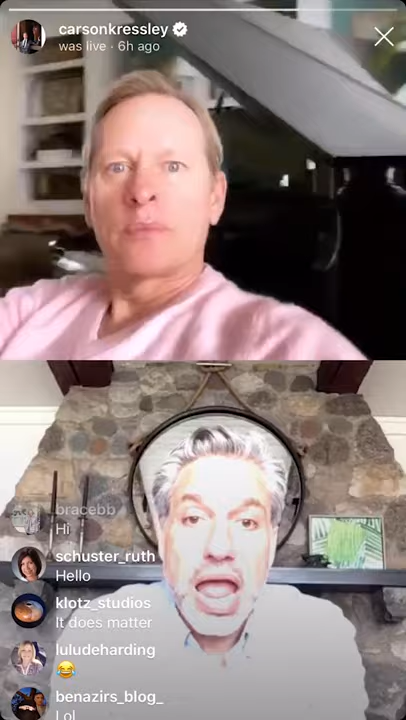 carsonkressley
was live · 6h ago
bracebb
Hi
schuster_ruth
Hello
klotz_studios
It does matter
luludeharding
😂
benazirs_blog_
Lol